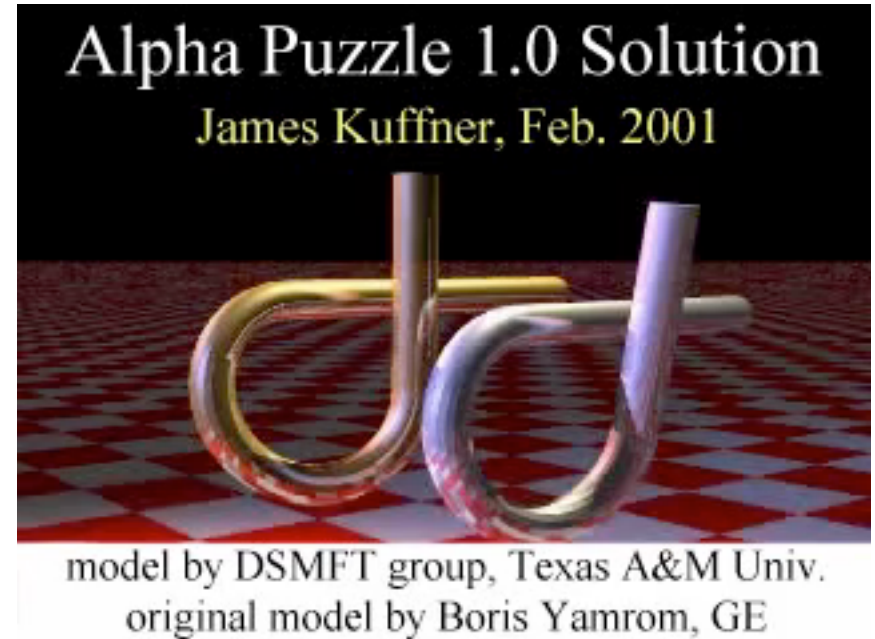 Alpha Puzzle 1.0 Solution
James Kuffner, Feb. 2001
model by DSMFT group, Texas A&M Univ.
original model by Boris Yamrom, GE